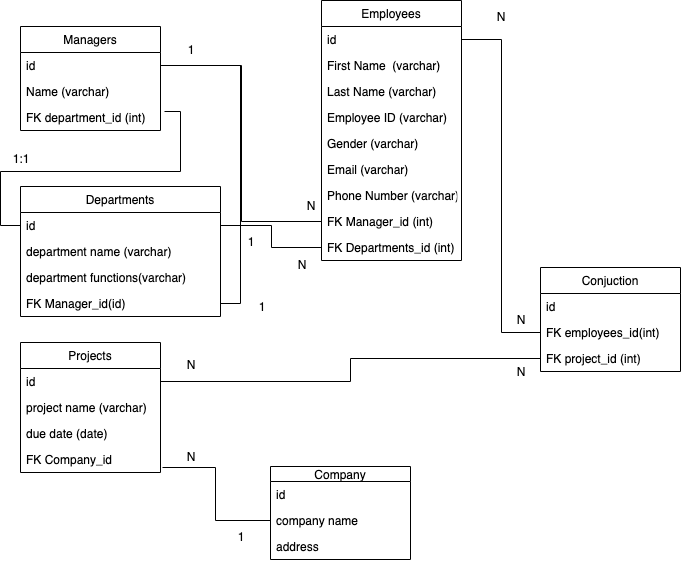 Managers
id
Name (varchar)
FK department_id (int)
1
1:1
Departments
id
department name (varchar)
department functions(varchar)
FK Manager_id(id)
1
1
Employees
id
First Name  (varchar)
Last Name (varchar)
Employee ID (varchar)
Gender (varchar)
Email (varchar)
Phone Number (varchar)
FK Manager_id (int)
FK Departments_id (int)
N
N
N
Conjuction
id
FK employees_id(int)
FK project_id (int)
N
N
Projects
id
project name (varchar)
due date (date)
FK Company_id
N
N
Company
id
company name
address
1